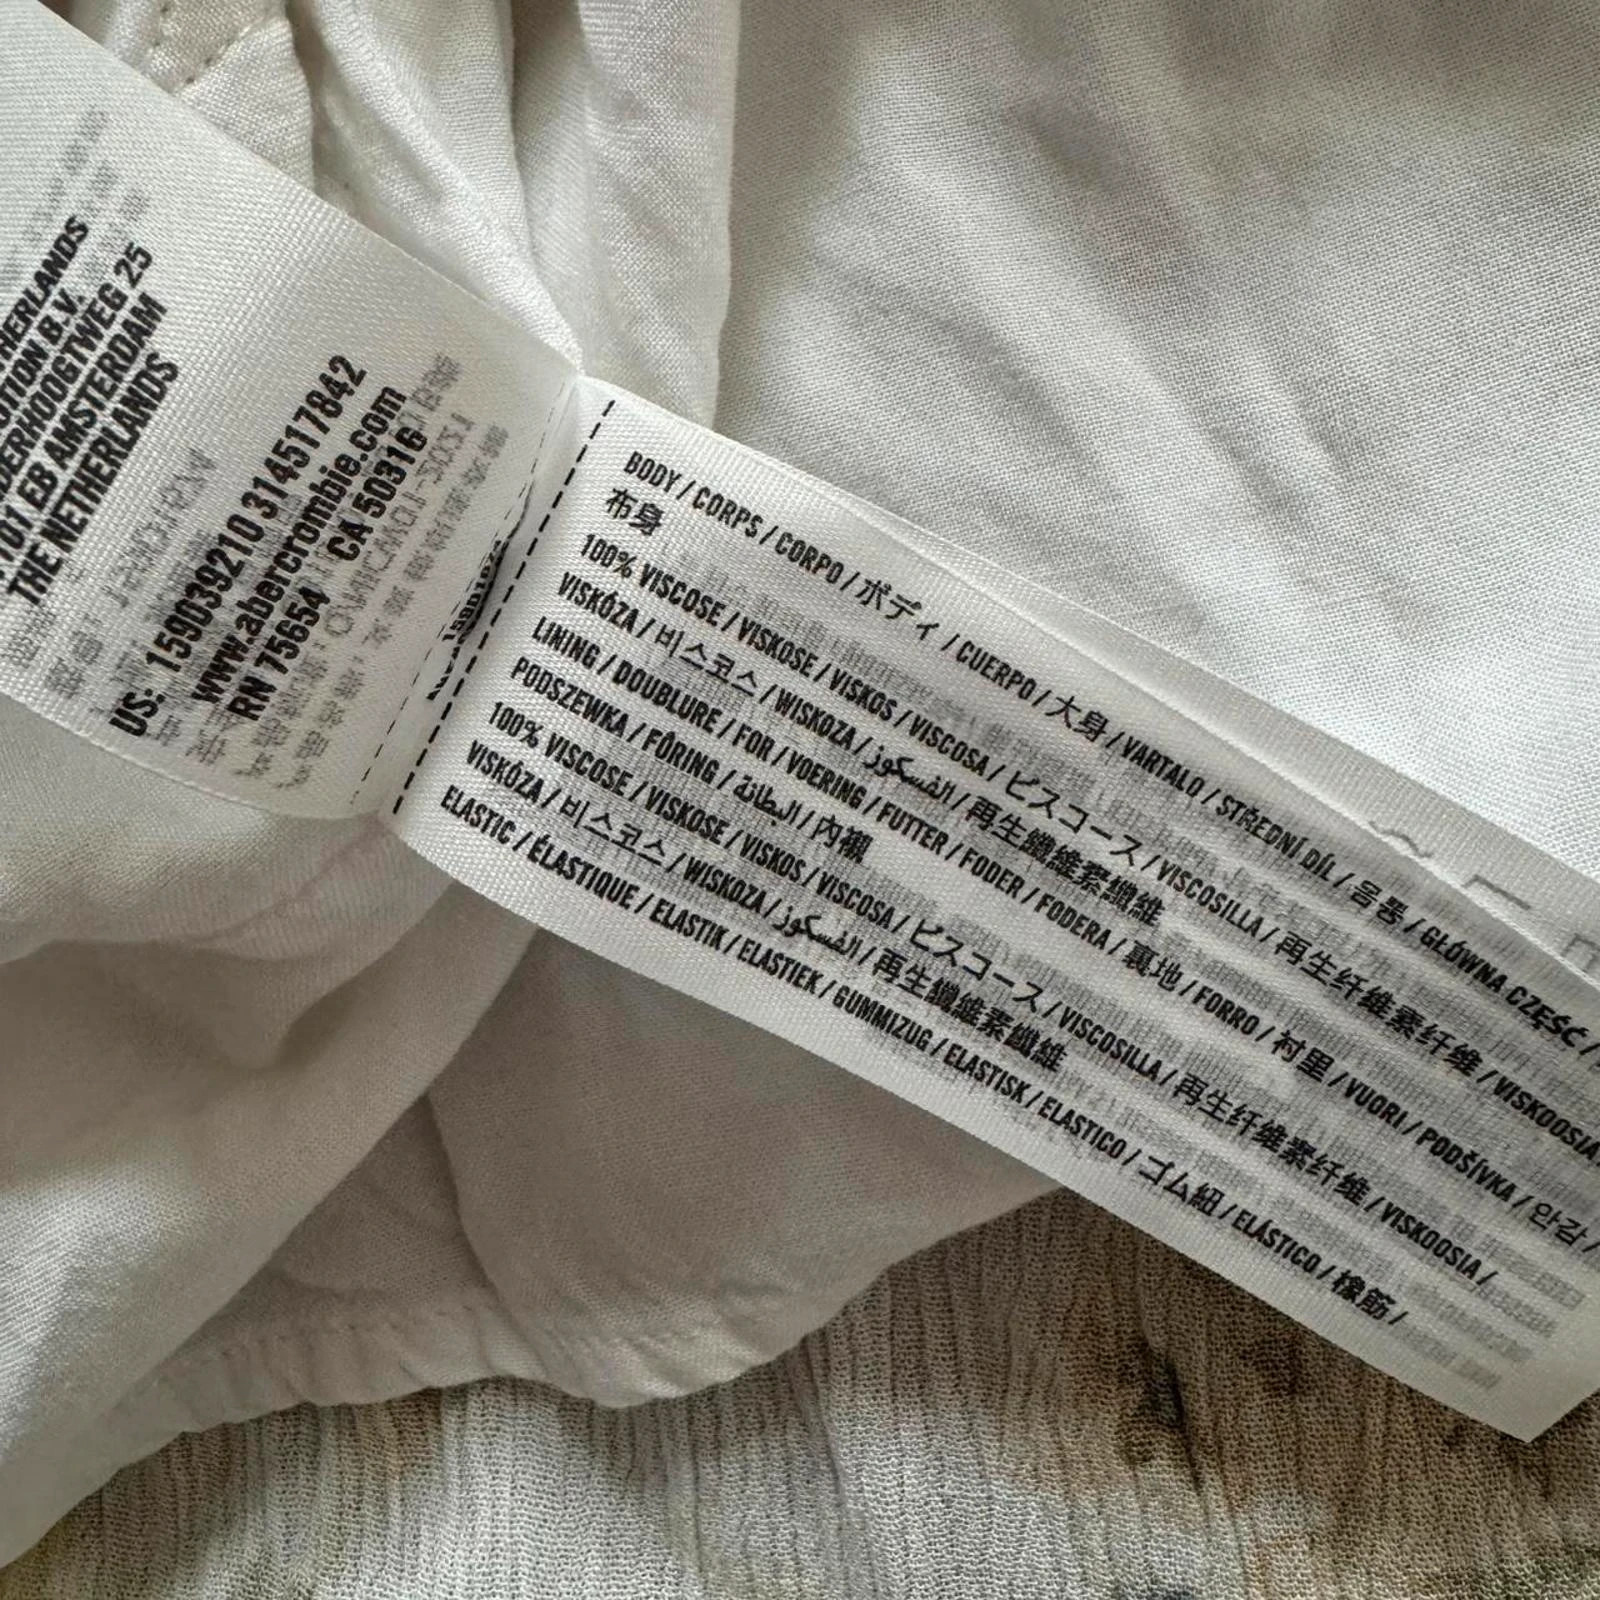 HERLANDS
OTION B.V.
DERHOOGTWEG 25
1101 EB AMSTERDAM
THE NETHERLANDS
US: 159039210 314517842
www.abercrombie.com
RN 75654 CA 50316
BODY / CORPS / CORPO / ボディ / CUERPO / 大身 / VARTALO / STŘEDNÍ DÍL / 몸통 / GŁÓWNA CZĘŚĆ /
布身
100% VISCOSE / VISKOSE / VISKOS / VISCOSA / ビスコース / VISCOSILLA / 再生纤维素纤维 / VISKOOSIA
VISKÓZA / 비스코스 / WISKOZA / الفسكوز / 再生纖維素纖維
LINING / DOUBLURE / FOR / VOERING / FUTTER / FODER / FODERA / 裏地 / FORRO / 衬里 / VUORI / PODŠÍVKA / 안감 /
PODSZEWKA / FÔRING / البطانة / 內襯
100% VISCOSE / VISKOSE / VISKOS / VISCOSA / ビスコース / VISCOSILLA / 再生纤维素纤维 / VISKOOSIA /
VISKÓZA / 비스코스 / WISKOZA / الفسكوز / 再生纖維素纖維
ELASTIC / ÉLASTIQUE / ELASTIK / ELASTIEK / GUMMIZUG / ELASTISK / ELASTICO / ゴム紐 / ELÁSTICO / 橡筋 /